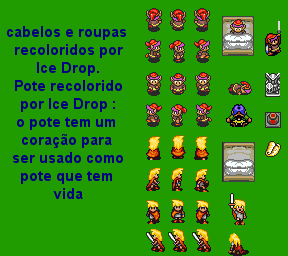 cabelos e roupas
recoloridos por
Ice Drop.
Pote recolorido
por Ice Drop :
o pote tem um
coração para
ser usado como
pote que tem
vida